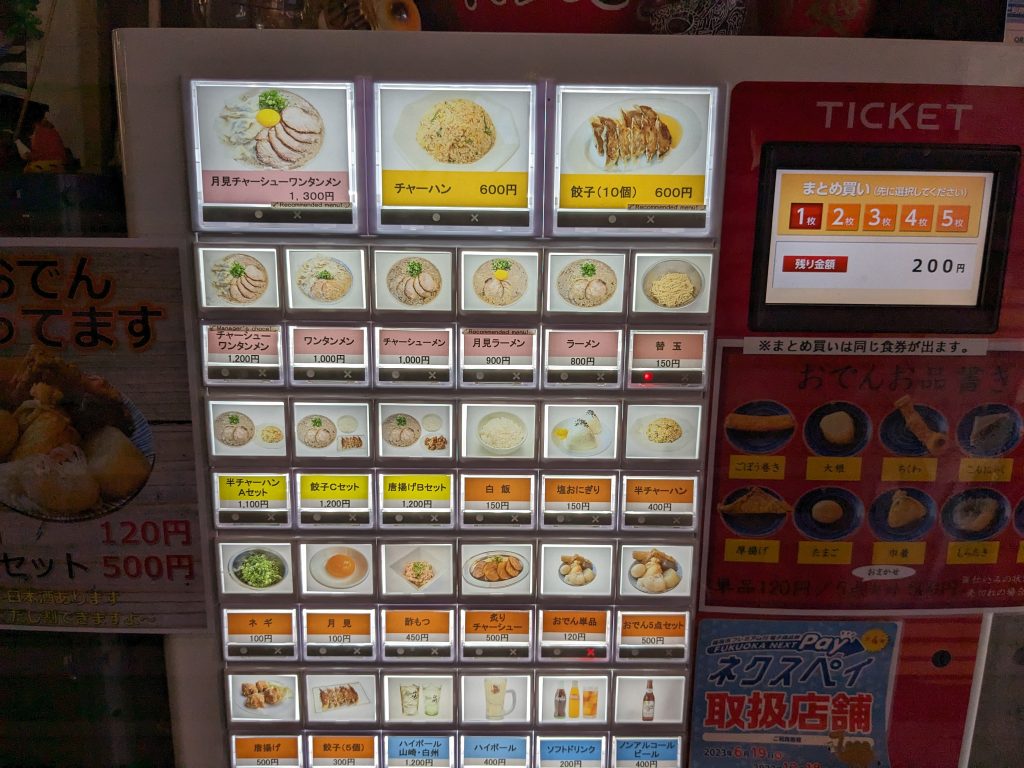 TICKET
月見チャーシューワンタンメン
1,300円
Recommended menu!
チャーハン 600円
餃子(10個) 600円
Recommended menu!
まとめ買い (先に選択してください)
1枚 2枚 3枚 4枚 5枚
残り金額 200円
※まとめ買いは同じ食券が出ます。
Manager's choice!
チャーシュー
ワンタンメン
1,200円
ワンタンメン
1,000円
チャーシューメン
1,000円
Recommended menu!
月見ラーメン
900円
ラーメン
800円
替玉
150円
半チャーハン
Aセット
1,100円
餃子Cセット
1,200円
唐揚げBセット
1,200円
白飯
150円
塩おにぎり
150円
半チャーハン
400円
ネギ
100円
月見
100円
酢もつ
450円
炙り
チャーシュー
500円
おでん単品
120円
おでん5点セット
500円
唐揚げ
500円
餃子(5個)
300円
ハイボール
山崎・白州
1,200円
ハイボール
400円
ソフトドリンク
200円
ノンアルコール
ビール
400円
おでん
ってます
120円
セット 500円
日本酒あります
おでんお品書き
ごぼう巻き 大根 ちくわ こんにゃく
厚揚げ たまご 巾着 しらたき
おまかせ
単品120円
FUKUOKA NEXT Pay
ネクスペイ
取扱店舗
2023年6月19日